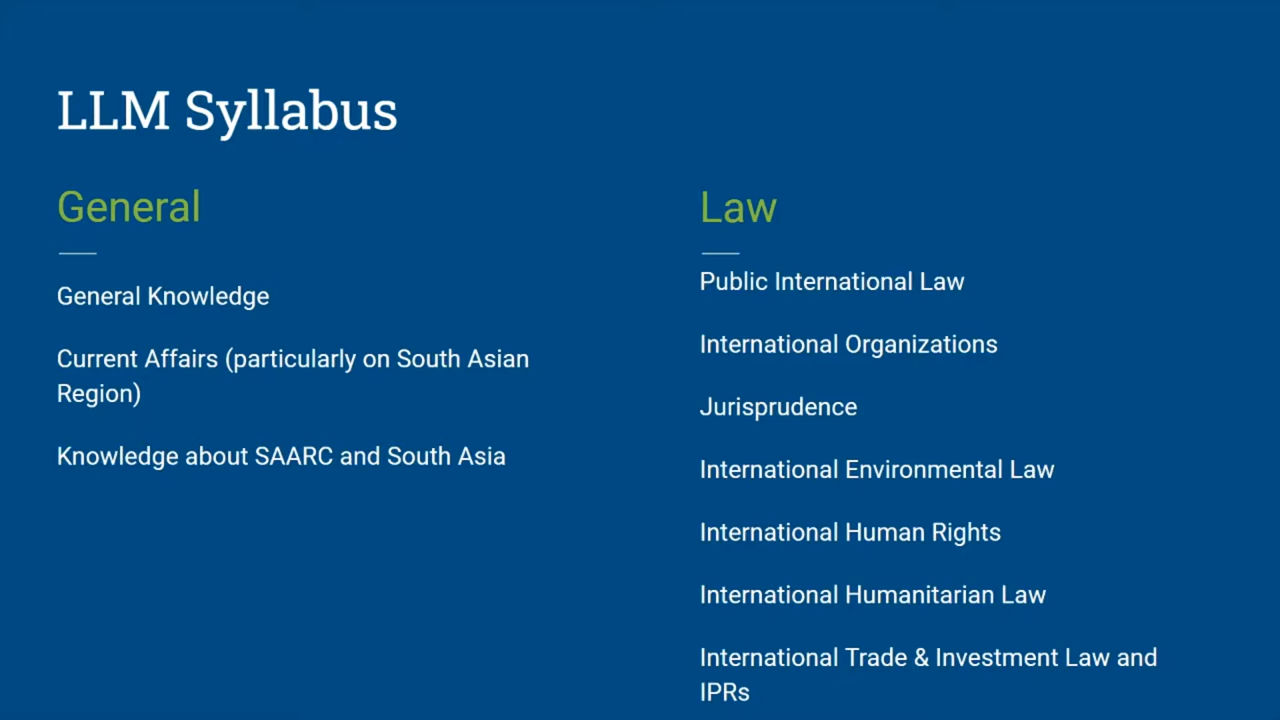 LLM Syllabus
General
General Knowledge
Current Affairs (particularly on South Asian
Region)
Knowledge about SAARC and South Asia
Law
Public International Law
International Organizations
Jurisprudence
International Environmental Law
International Human Rights
International Humanitarian Law
International Trade & Investment Law and
IPRs